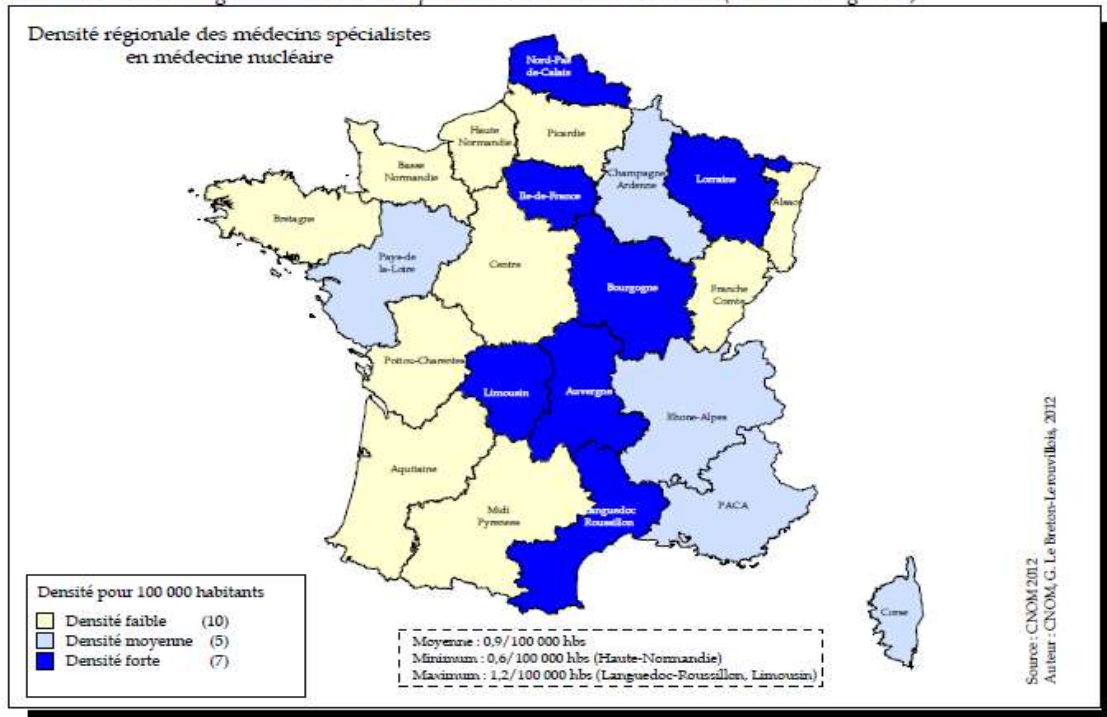 Densité régionale des médecins spécialistes
en médecine nucléaire
Nord-Pas
de-Calais
Haute
Normandie
Picardie
Basse
Normandie
Champagne
Ardenne
Lorraine
Ile-de-France
Alsace
Bretagne
Pays-de
la-Loire
Centre
Bourgogne
Franche
Comte
Poitou-Charentes
Limousin
Auvergne
Rhone-Alpes
Aquitaine
Midi
Pyrenees
Languedoc
Roussillon
PACA
Corse
Densité pour 100 000 habitants
Densité faible (10)
Densité moyenne (5)
Densité forte (7)
Moyenne : 0,9/100 000 hbs
Minimum : 0,6/100 000 hbs (Haute-Normandie)
Maximum : 1,2/100 000 hbs (Languedoc-Roussillon, Limousin)
Source : CNOM 2012
Auteur : CNOM, G. Le Breton-Lerouvillois, 2012